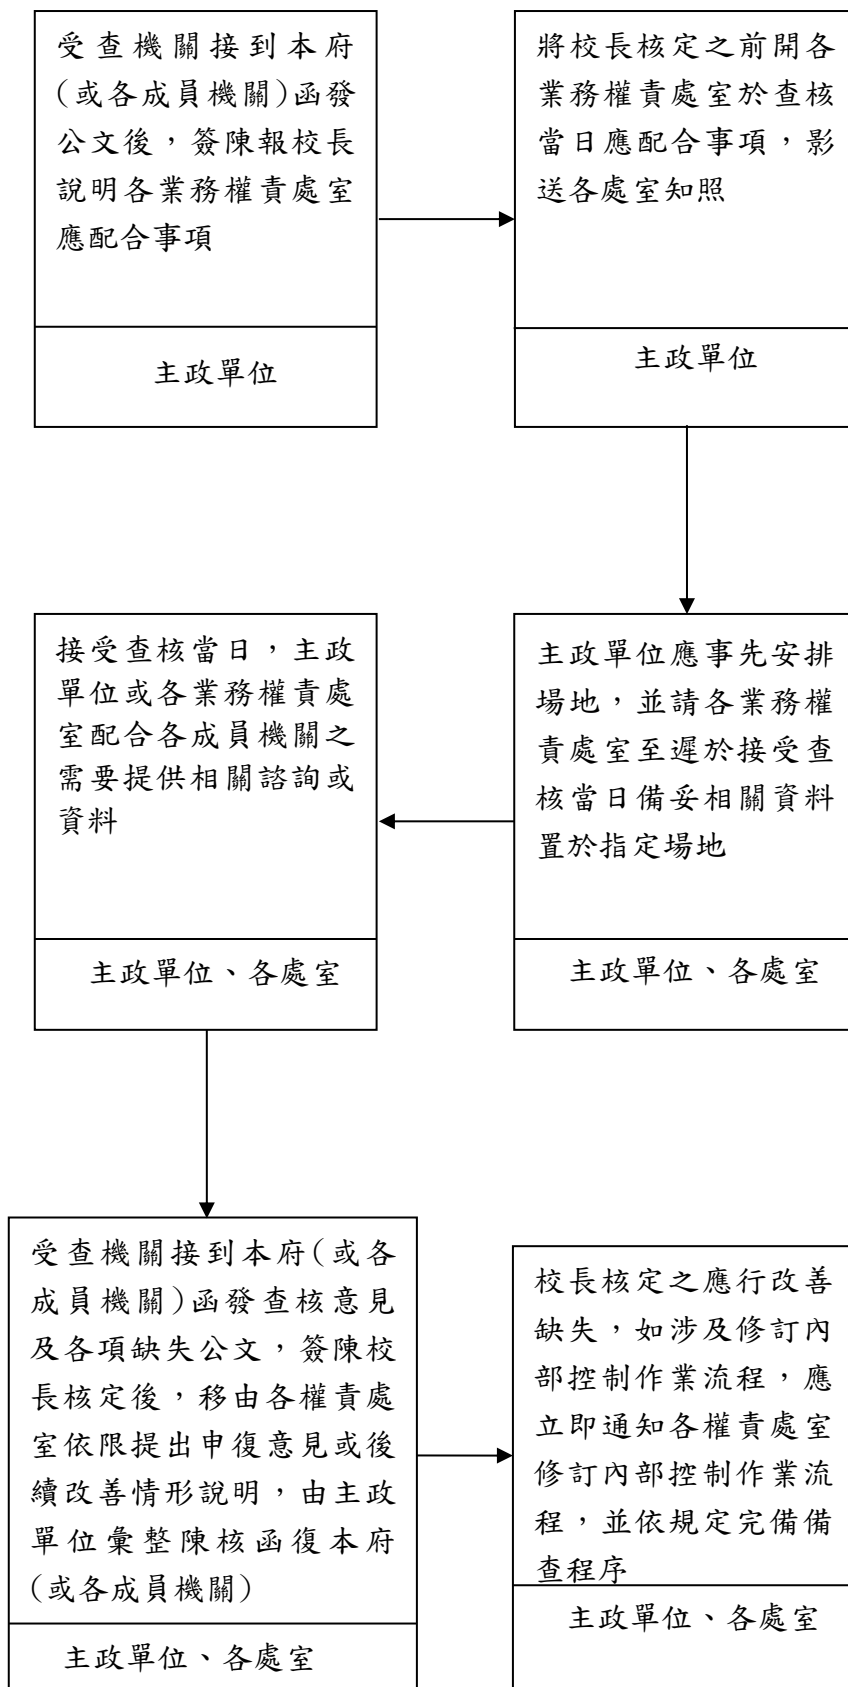 受查機關接到本府
(或各成員機關)函發
公文後，簽陳報校長
說明各業務權責處室
應配合事項
主政單位
將校長核定之前開各
業務權責處室於查核
當日應配合事項，影
送各處室知照
主政單位
主政單位應事先安排
場地，並請各業務權
責處室至遲於接受查
核當日備妥相關資料
置於指定場地
主政單位、各處室
接受查核當日，主政
單位或各業務權責處
室配合各成員機關之
需要提供相關諮詢或
資料
主政單位、各處室
受查機關接到本府(或各
成員機關)函發查核意見
及各項缺失公文，簽陳校
長核定後，移由各權責處
室依限提出申復意見或後
續改善情形說明，由主政
單位彙整陳核函復本府
(或各成員機關)
主政單位、各處室
校長核定之應行改善
缺失，如涉及修訂內
部控制作業流程，應
立即通知各權責處室
修訂內部控制作業流
程，並依規定完備備
查程序
主政單位、各處室